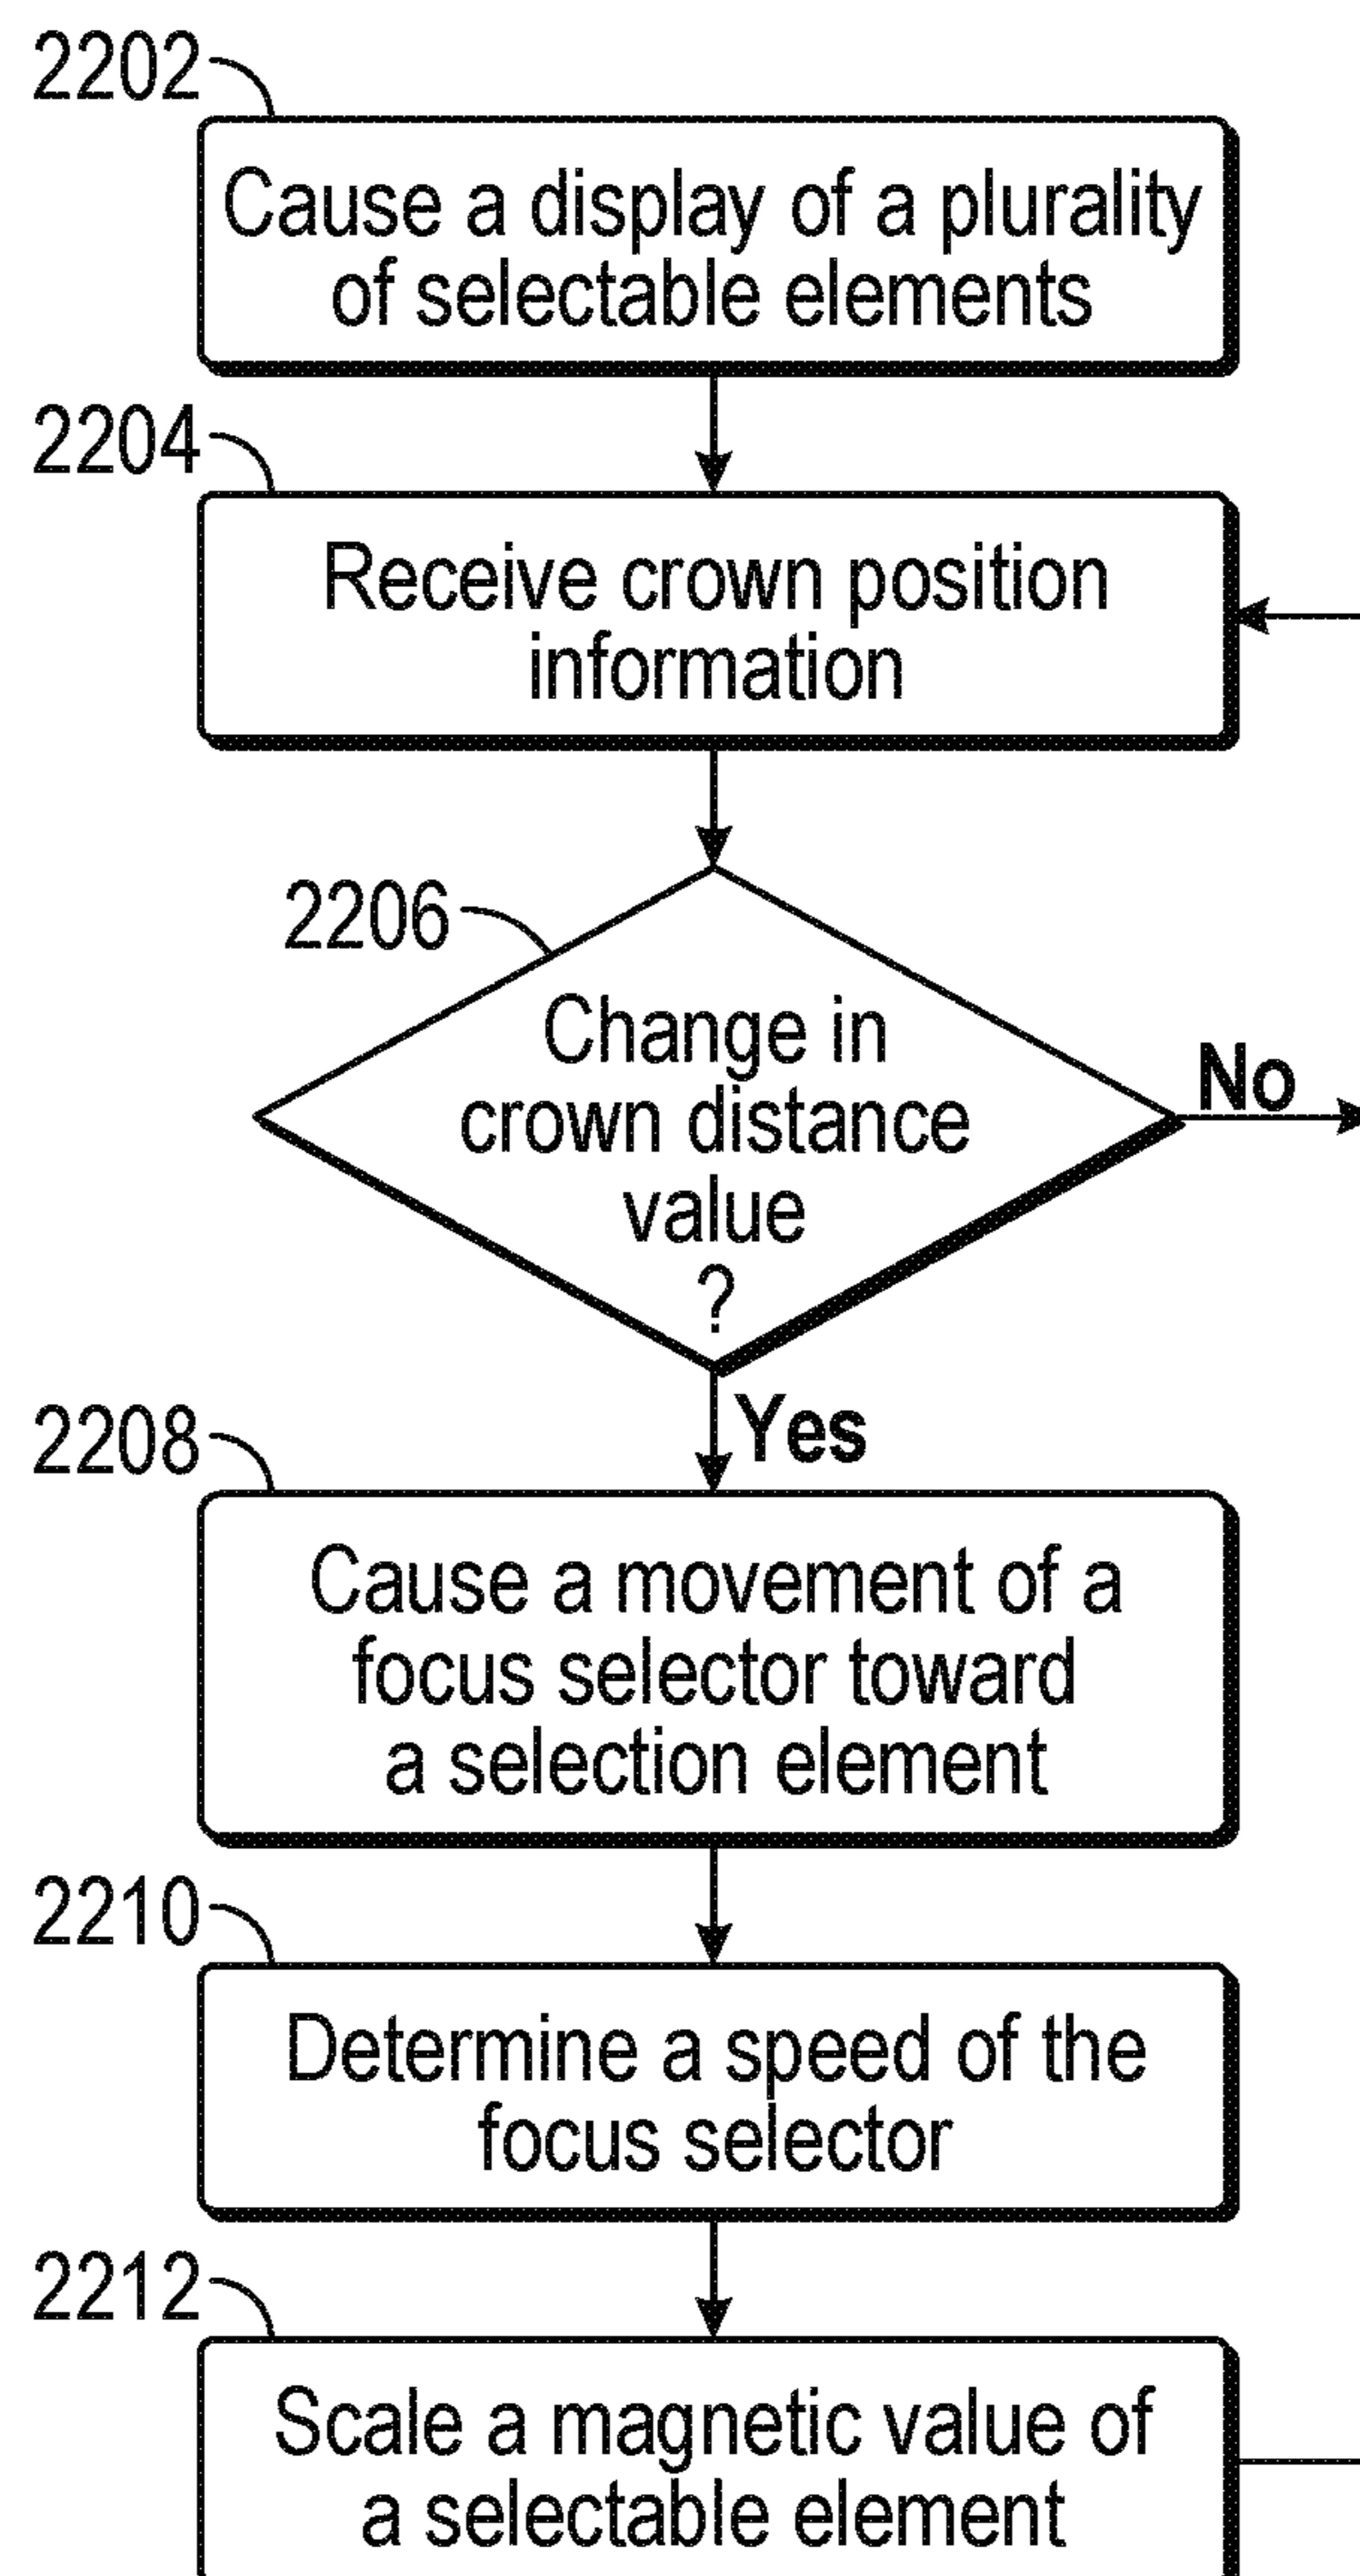 2202
Cause a display of a plurality
of selectable elements
2204
Receive crown position
information
2206
Change in
crown distance
value
?
No
Yes
2208
Cause a movement of a
focus selector toward
a selection element
2210
Determine a speed of the
focus selector
2212
Scale a magnetic value of
a selectable element